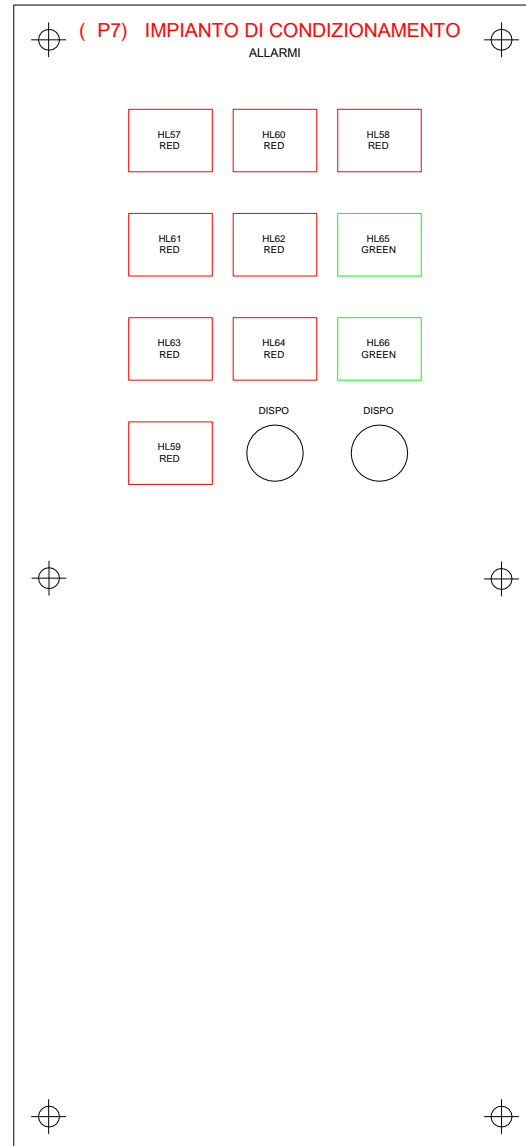 ( P7) IMPIANTO DI CONDIZIONAMENTO
ALLARMI
HL57
RED
HL60
RED
HL58
RED
HL61
RED
HL62
RED
HL65
GREEN
HL63
RED
HL64
RED
HL66
GREEN
HL59
RED
DISPO
DISPO